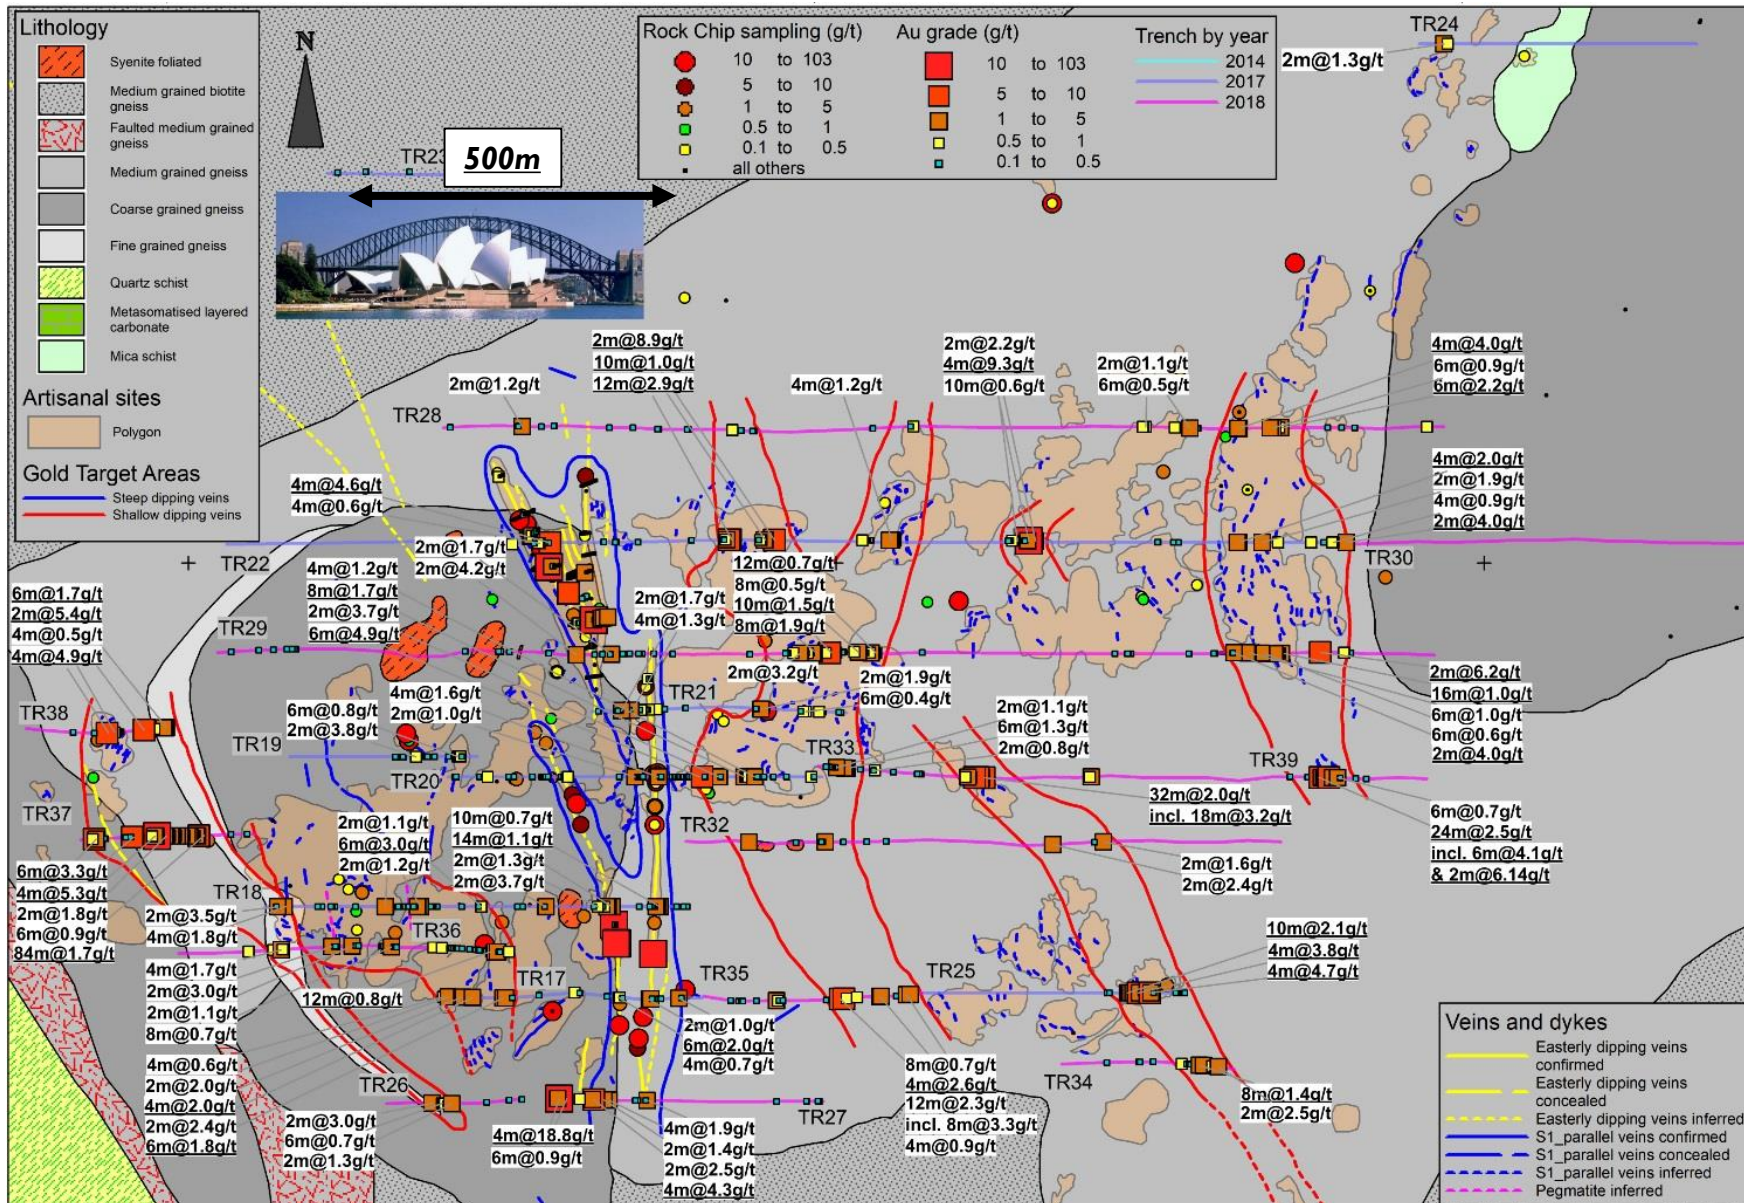 Lithology
Syenite foliated
Medium grained biotite
gneiss
Faulted medium grained
gneiss
Medium grained gneiss
Coarse grained gneiss
Fine grained gneiss
Quartz schist
Metasomatised layered
carbonate
Mica schist
Artisanal sites
Polygon
Gold Target Areas
Steep dipping veins
Shallow dipping veins
N
500m
TR23
Rock Chip sampling (g/t)
10 to 103
5 to 10
1 to 5
0.5 to 1
0.1 to 0.5
all others
Au grade (g/t)
10 to 103
5 to 10
1 to 5
0.5 to 1
0.1 to 0.5
Trench by year
2014
2017
2018
TR24
2m@1.3g/t
2m@8.9g/t
10m@1.0g/t
12m@2.9g/t
2m@1.2g/t
4m@1.2g/t
2m@2.2g/t
4m@9.3g/t
10m@0.6g/t
2m@1.1g/t
6m@0.5g/t
4m@4.0g/t
6m@0.9g/t
6m@2.2g/t
TR28
4m@4.6g/t
4m@0.6g/t
4m@2.0g/t
2m@1.9g/t
4m@0.9g/t
2m@4.0g/t
TR22
2m@1.7g/t
2m@4.2g/t
TR30
4m@1.2g/t
8m@1.7g/t
2m@3.7g/t
6m@4.9g/t
12m@0.7g/t
8m@0.5g/t
10m@1.5g/t
8m@1.9g/t
2m@1.7g/t
4m@1.3g/t
6m@1.7g/t
2m@5.4g/t
4m@0.5g/t
4m@4.9g/t
TR29
2m@3.2g/t
2m@1.9g/t
6m@0.4g/t
2m@6.2g/t
16m@1.0g/t
6m@1.0g/t
6m@0.6g/t
2m@4.0g/t
TR38
4m@1.6g/t
2m@1.0g/t
TR21
6m@0.8g/t
2m@3.8g/t
2m@1.1g/t
6m@1.3g/t
2m@0.8g/t
TR19
TR20
TR33
TR39
32m@2.0g/t
incl. 18m@3.2g/t
TR37
2m@1.1g/t
6m@3.0g/t
2m@1.2g/t
10m@0.7g/t
14m@1.1g/t
2m@1.3g/t
2m@3.7g/t
TR32
6m@0.7g/t
24m@2.5g/t
incl. 6m@4.1g/t
& 2m@6.14g/t
2m@1.6g/t
2m@2.4g/t
6m@3.3g/t
4m@5.3g/t
2m@1.8g/t
6m@0.9g/t
84m@1.7g/t
TR18
2m@3.5g/t
4m@1.8g/t
TR36
10m@2.1g/t
4m@3.8g/t
4m@4.7g/t
4m@1.7g/t
2m@3.0g/t
2m@1.1g/t
8m@0.7g/t
12m@0.8g/t
TR17
TR35
TR25
2m@1.0g/t
6m@2.0g/t
4m@0.7g/t
4m@0.6g/t
2m@2.0g/t
4m@2.0g/t
2m@2.4g/t
6m@1.8g/t
TR26
2m@3.0g/t
6m@0.7g/t
2m@1.3g/t
4m@18.8g/t
6m@0.9g/t
4m@1.9g/t
2m@1.4g/t
2m@2.5g/t
4m@4.3g/t
TR27
8m@0.7g/t
4m@2.6g/t
12m@2.3g/t
incl. 8m@3.3g/t
4m@0.9g/t
TR34
8m@1.4g/t
2m@2.5g/t
Veins and dykes
Easterly dipping veins
confirmed
Easterly dipping veins
concealed
Easterly dipping veins inferred
S1_parallel veins confirmed
S1_parallel veins concealed
S1_parallel veins inferred
Pegmatite inferred